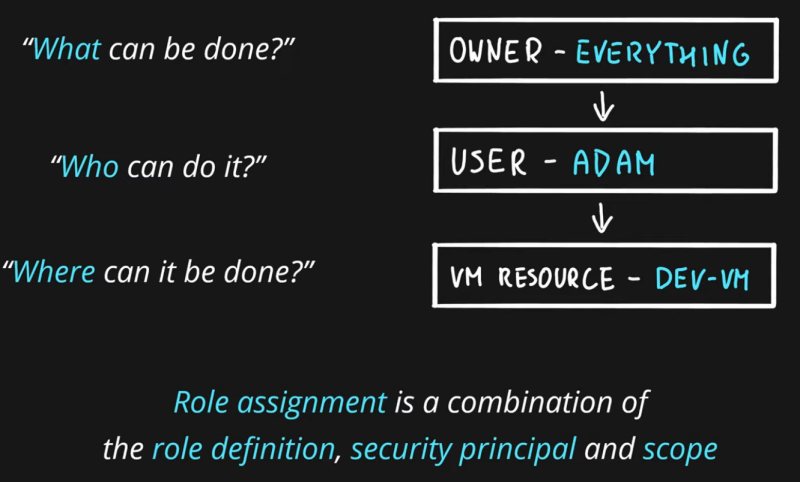 “What can be done?”
OWNER - EVERYTHING
“Who can do it?”
USER - ADAM
“Where can it be done?”
VM RESOURCE - DEV-VM
Role assignment is a combination of
the role definition, security principal and scope